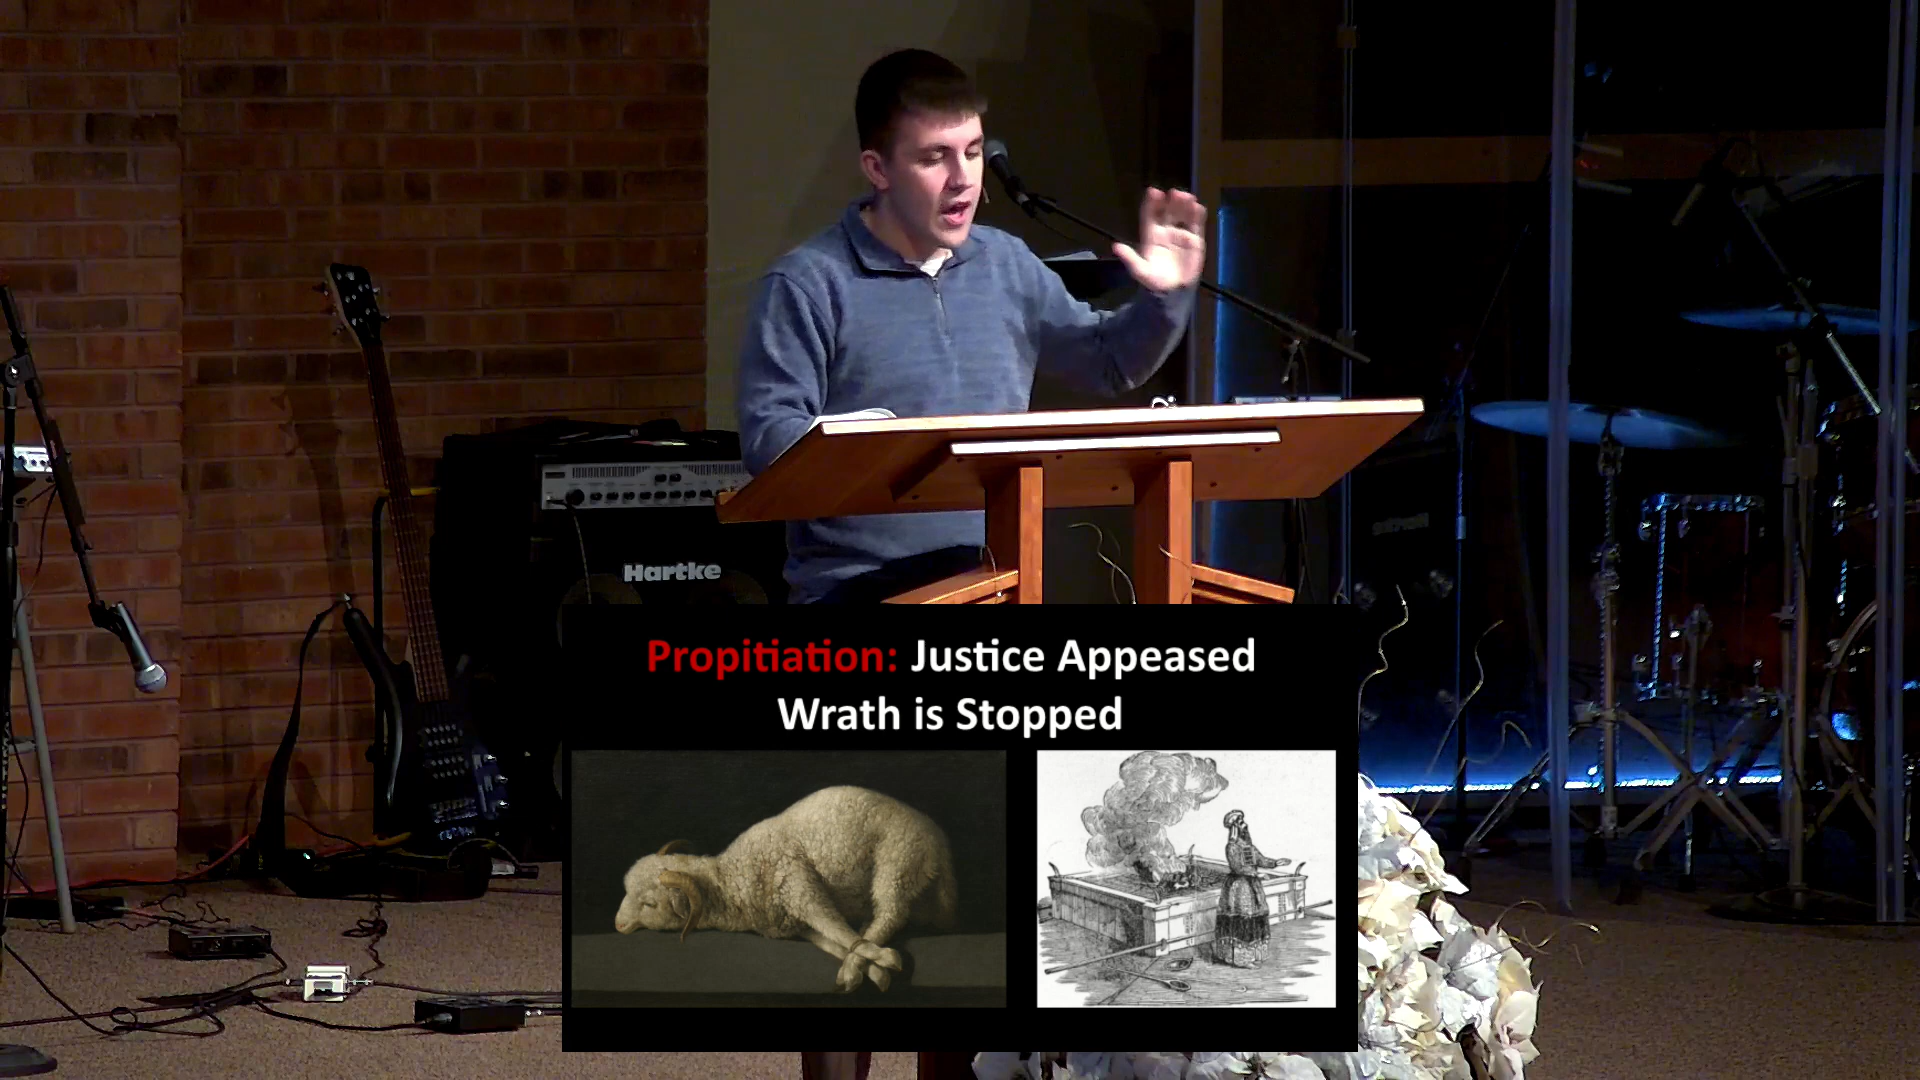 Hartke
Propitiation: Justice Appeased
Wrath is Stopped